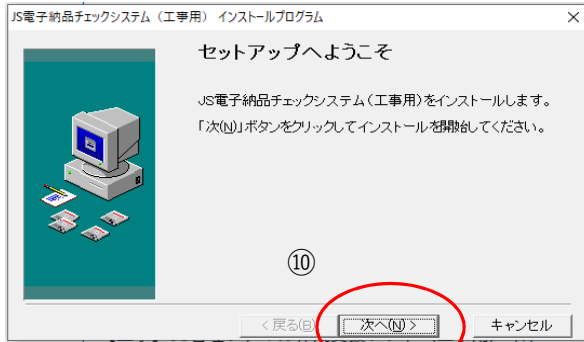 JS電子納品チェックシステム（工事用） インストールプログラム
セットアップへようこそ
JS電子納品チェックシステム（工事用）をインストールします。
「次(N)」ボタンをクリックしてインストールを開始してください。
⑩
< 戻る(B)
次へ(N) >
キャンセル